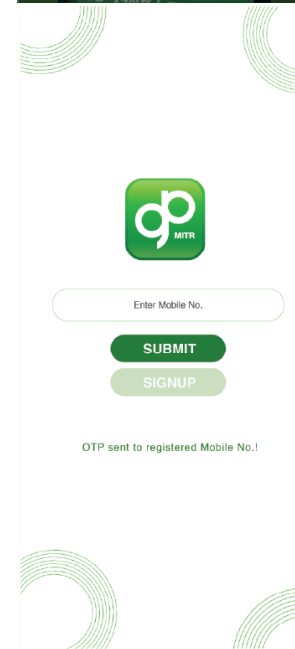 gp
MITR
Enter Mobile No.
SUBMIT
SIGNUP
OTP sent to registered Mobile No.!